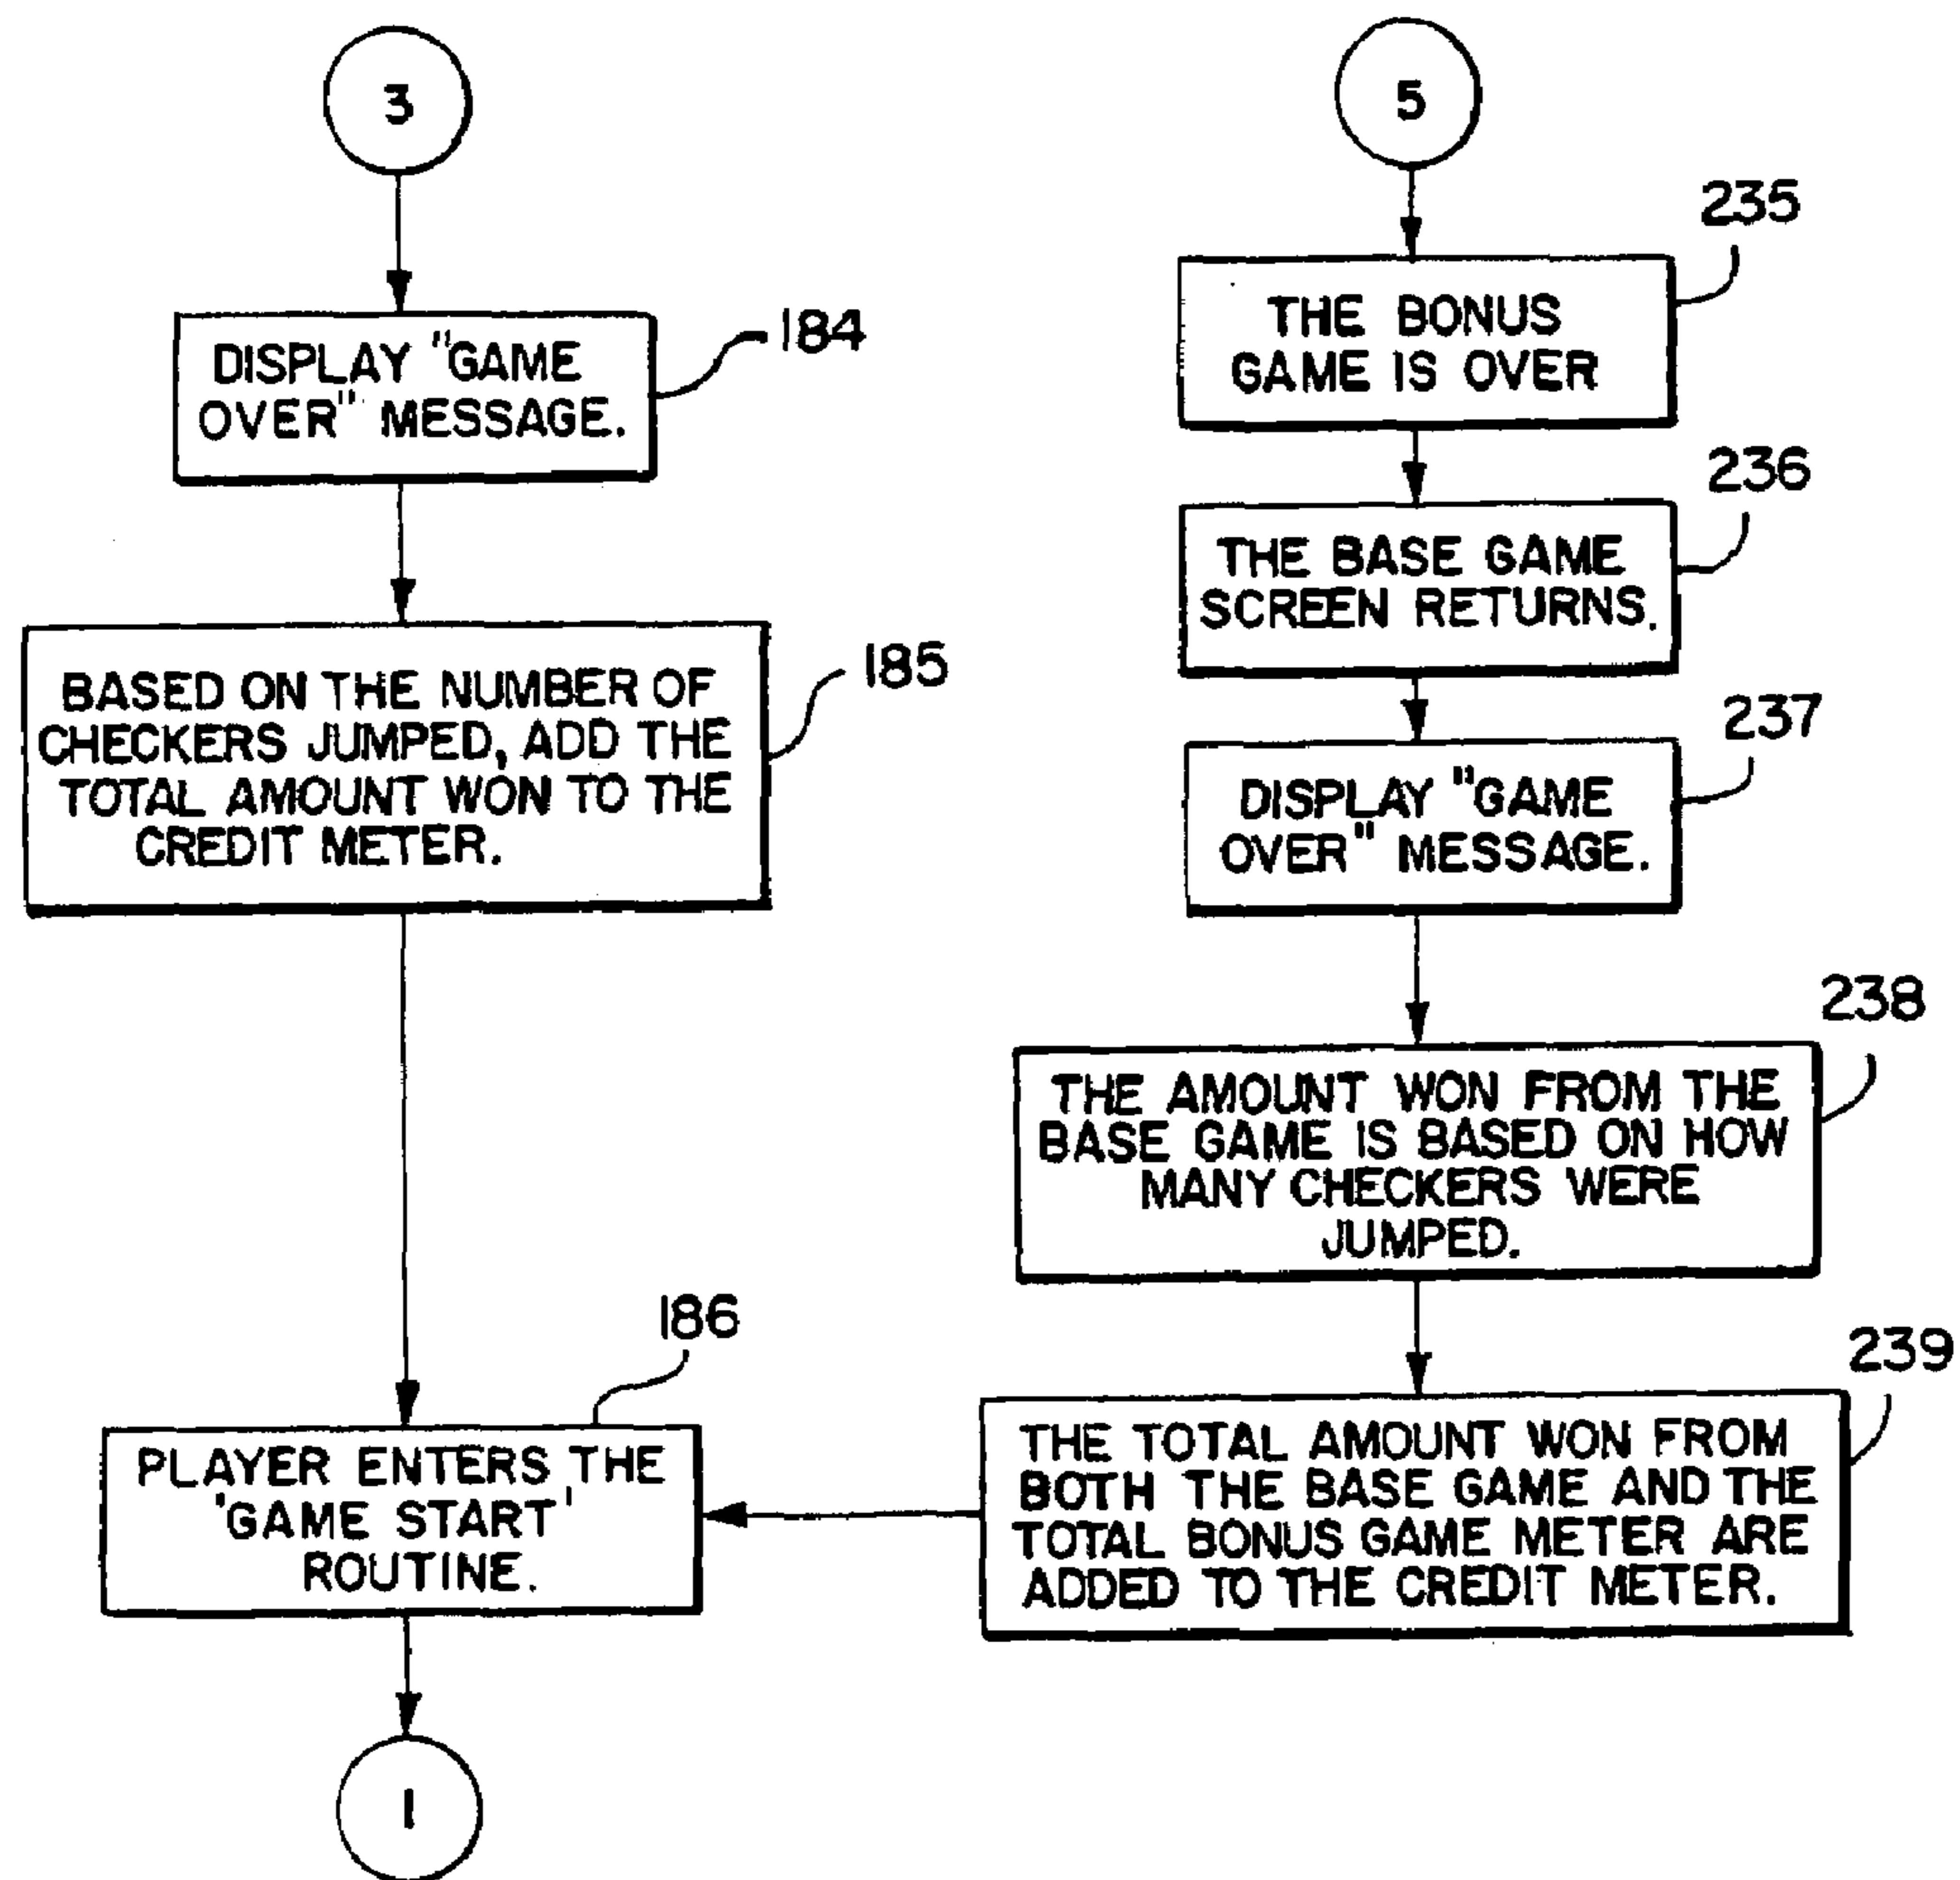 3
DISPLAY "GAME
OVER" MESSAGE.
184
BASED ON THE NUMBER OF
CHECKERS JUMPED, ADD THE
TOTAL AMOUNT WON TO THE
CREDIT METER.
185
186
PLAYER ENTERS THE
'GAME START'
ROUTINE.
1
5
235
THE BONUS
GAME IS OVER
236
THE BASE GAME
SCREEN RETURNS.
237
DISPLAY "GAME
OVER" MESSAGE.
238
THE AMOUNT WON FROM THE
BASE GAME IS BASED ON HOW
MANY CHECKERS WERE
JUMPED.
239
THE TOTAL AMOUNT WON FROM
BOTH THE BASE GAME AND THE
TOTAL BONUS GAME METER ARE
ADDED TO THE CREDIT METER.